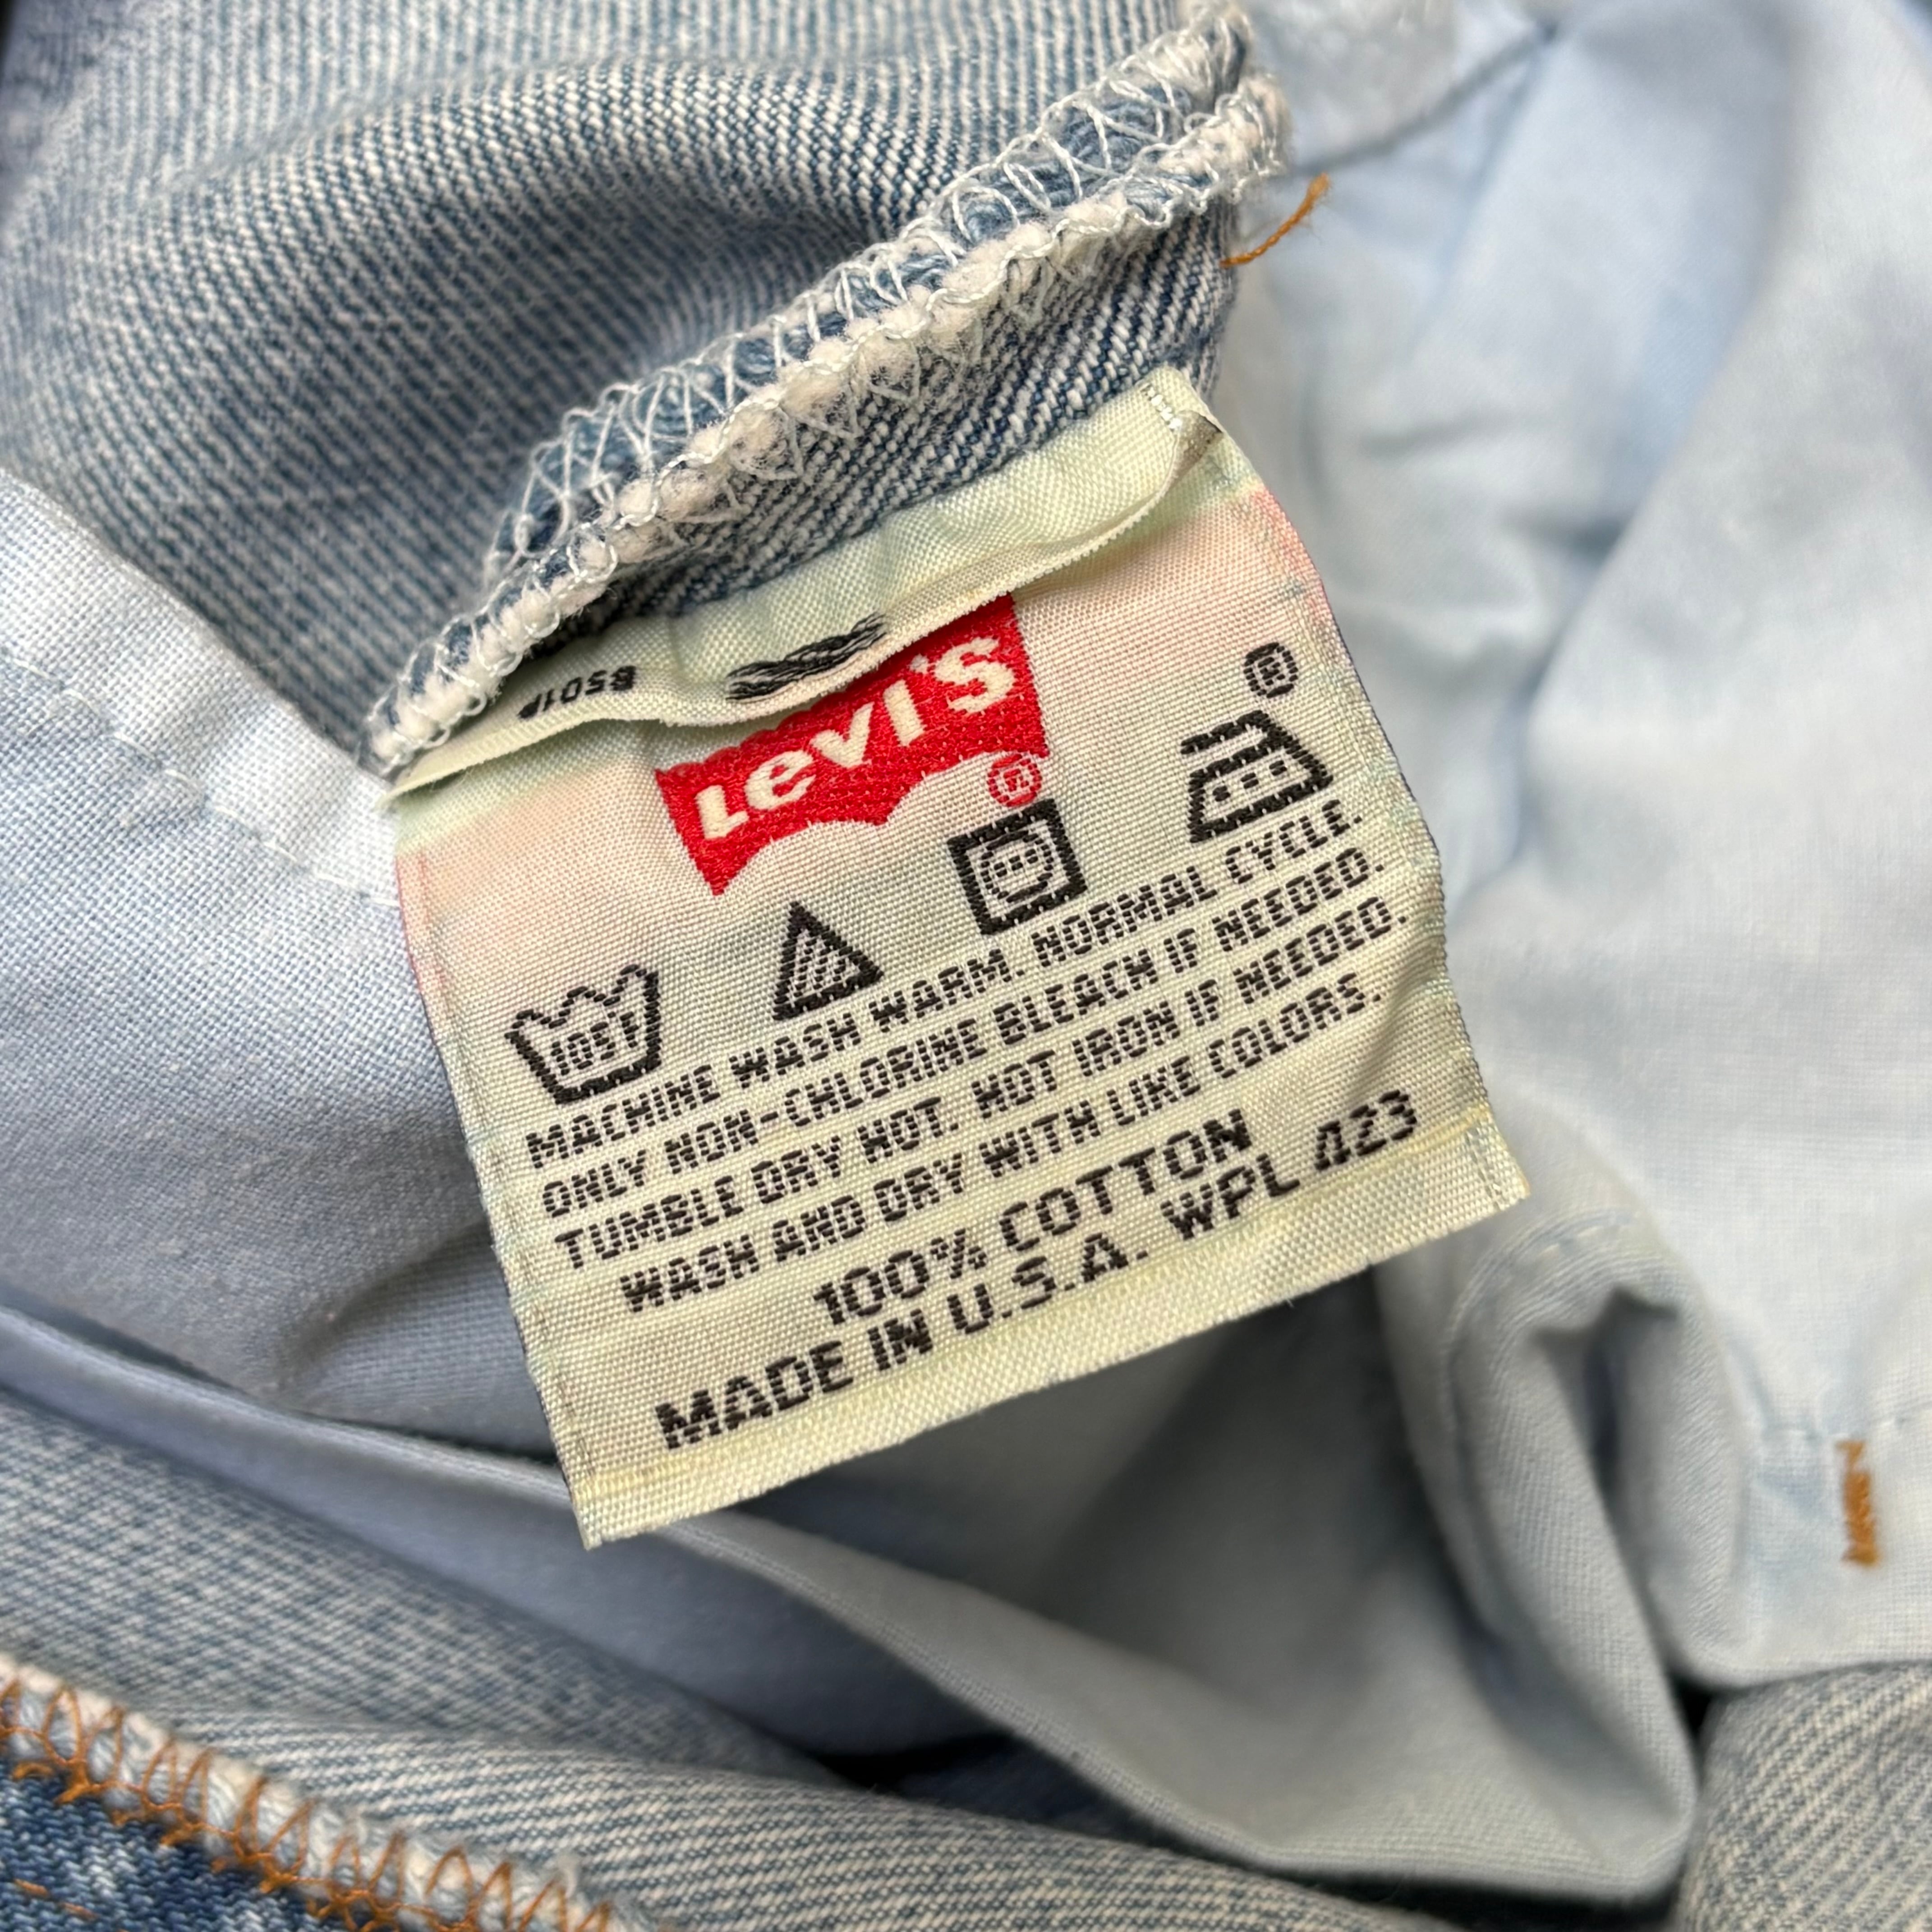 Levi's
®
®
105F
MACHINE WASH WARM. NORMAL CYCLE.
ONLY NON-CHLORINE BLEACH IF NEEDED.
TUMBLE DRY HOT. HOT IRON IF NEEDED.
WASH AND DRY WITH LIKE COLORS.
100% COTTON
MADE IN U.S.A. WPL 423